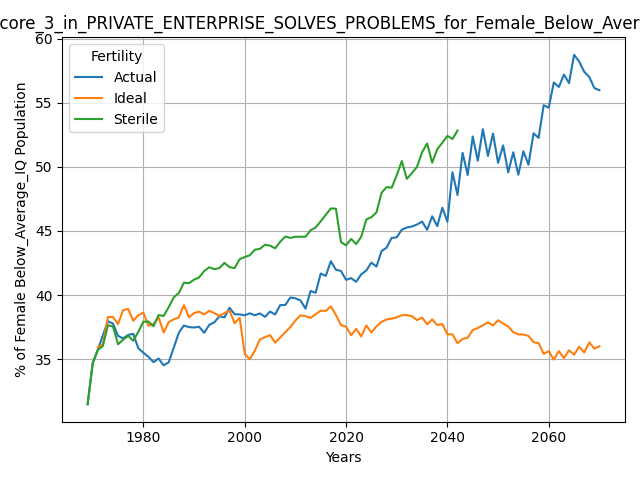 core_3_in_PRIVATE_ENTERPRISE_SOLVES_PROBLEMS_for_Female_Below_Aver
60
55
50
45
40
35
% of Female Below_Average_IQ Population
Fertility
Actual
Ideal
Sterile
1980
2000
2020
2040
2060
Years